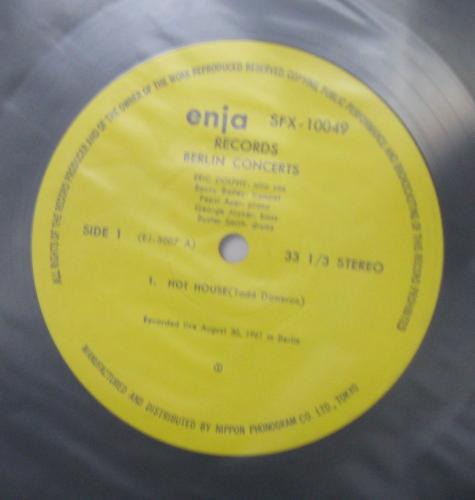 ALL RIGHTS OF THE RECORD PRODUCER AND OF THE OWNER OF THE WORK REPRODUCED RESERVED COPYING, PUBLIC PERFORMANCE AND BROADCASTING OF THE RECORD PROHIBITED
enja SFX-10049
RECORDS
BERLIN CONCERTS
ERIC DOLPHY, alto sax
Benny Bailey, trumpet
Pepsi Auer, piano
George Joyner, bass
Buster Smith, drums
SIDE 1 (EJ-3007 A) 33 1/3 STEREO
1. HOT HOUSE (Tadd Dameron)
Recorded live August 30, 1961 in Berlin
MANUFACTURED AND DISTRIBUTED BY NIPPON PHONOGRAM CO. LTD., TOKYO